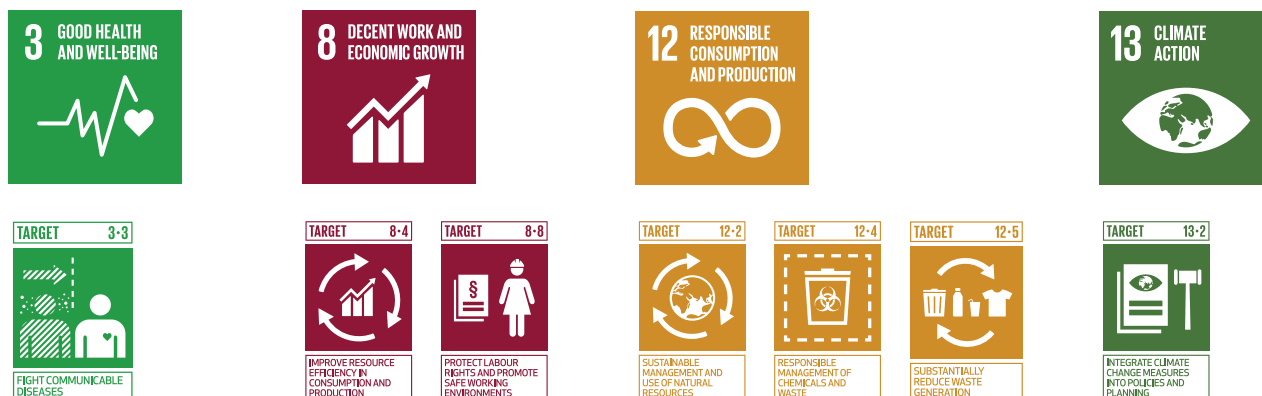 3 GOOD HEALTH
AND WELL-BEING
8 DECENT WORK AND
ECONOMIC GROWTH
12 RESPONSIBLE
CONSUMPTION
AND PRODUCTION
13 CLIMATE
ACTION
TARGET 3·3
FIGHT COMMUNICABLE
DISEASES
TARGET 8·4
IMPROVE RESOURCE
EFFICIENCY IN
CONSUMPTION AND
PRODUCTION
TARGET 8·8
§
PROTECT LABOUR
RIGHTS AND PROMOTE
SAFE WORKING
ENVIRONMENTS
TARGET 12·2
SUSTAINABLE
MANAGEMENT AND
USE OF NATURAL
RESOURCES
TARGET 12·4
RESPONSIBLE
MANAGEMENT OF
CHEMICALS AND
WASTE
TARGET 12·5
SUBSTANTIALLY
REDUCE WASTE
GENERATION
TARGET 13·2
INTEGRATE CLIMATE
CHANGE MEASURES
INTO POLICIES AND
PLANNING